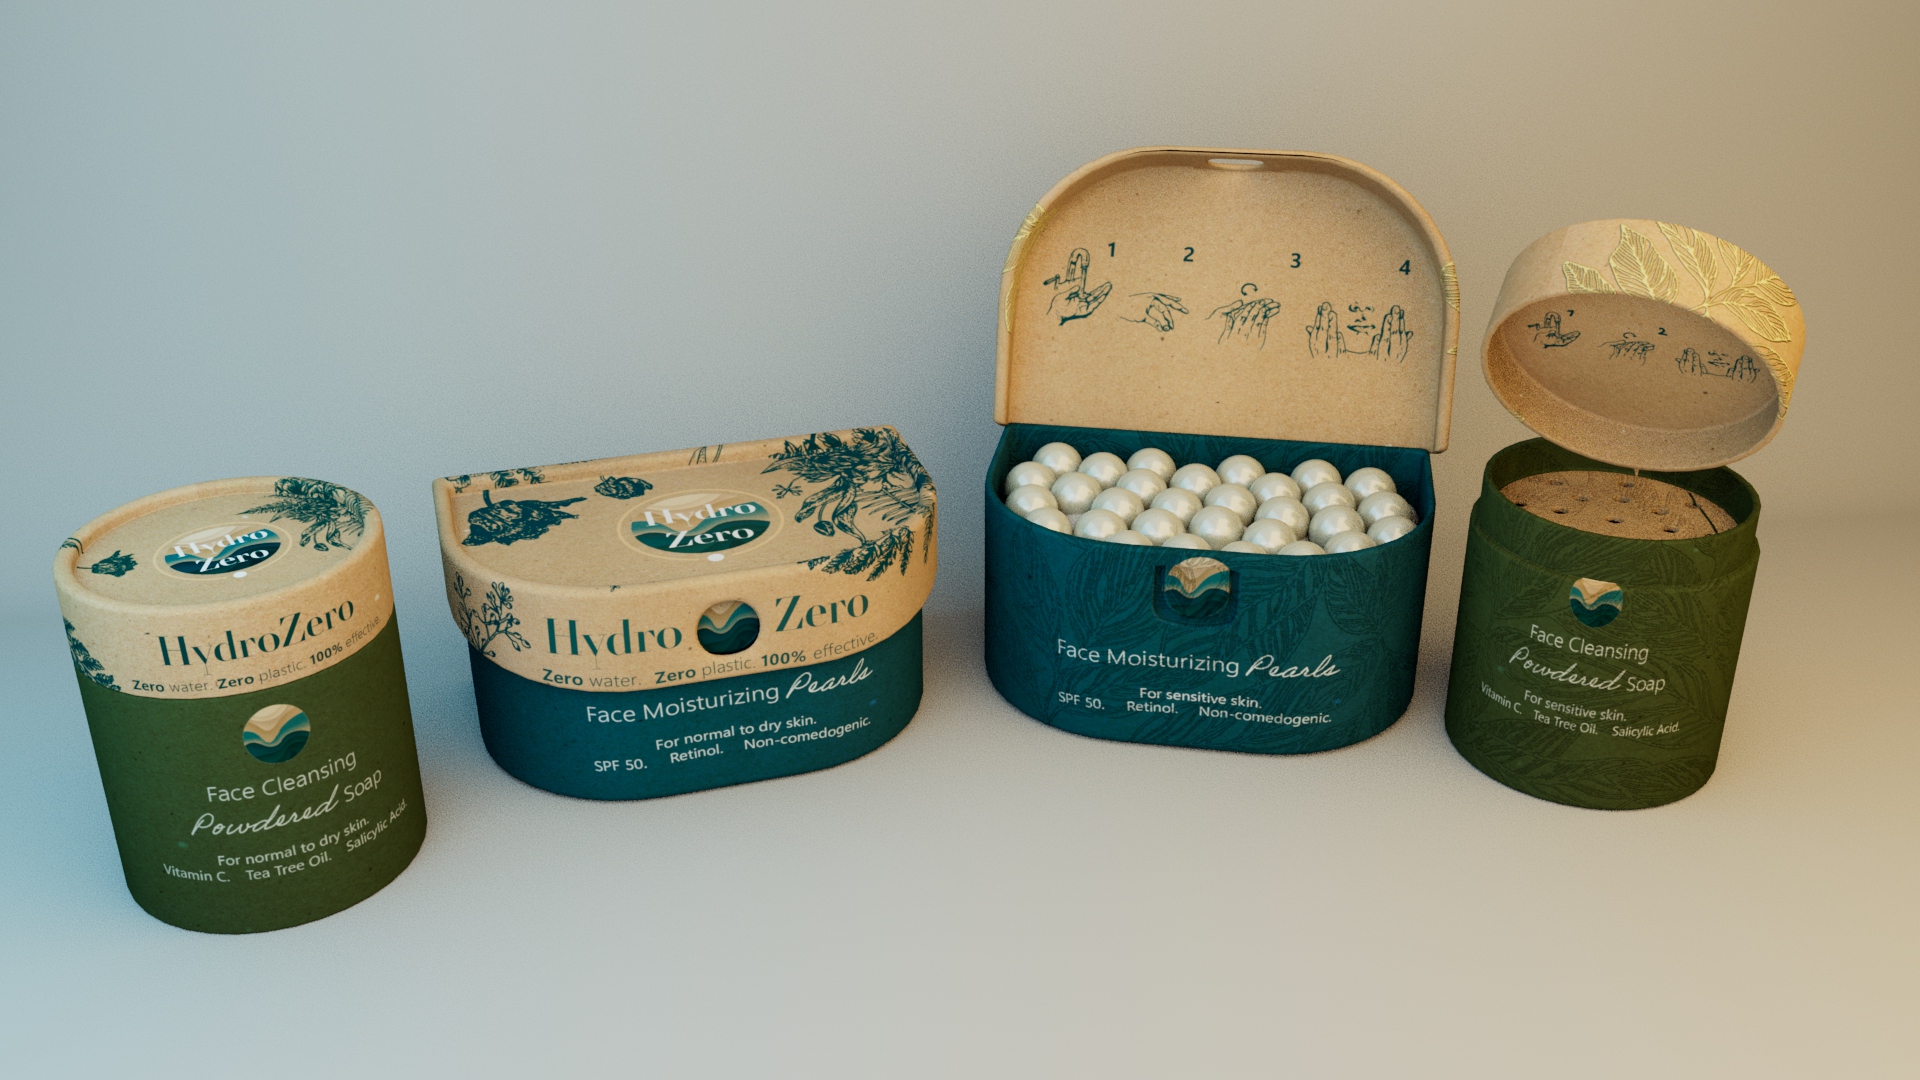 Hydro
Zero
HydroZero
Zero water. Zero plastic. 100% effective.
Face Cleansing
Powdered Soap
For normal to dry skin.
Vitamin C. Tea Tree Oil. Salicylic Acid.
Hydro
Zero
Hydro Zero
Zero water. Zero plastic. 100% effective.
Face Moisturizing Pearls
For normal to dry skin.
SPF 50. Retinol. Non-comedogenic.
1 2 3 4
Face Moisturizing Pearls
For sensitive skin.
SPF 50. Retinol. Non-comedogenic.
2
Face Cleansing
Powdered Soap
For sensitive skin.
Vitamin C. Tea Tree Oil. Salicylic Acid.